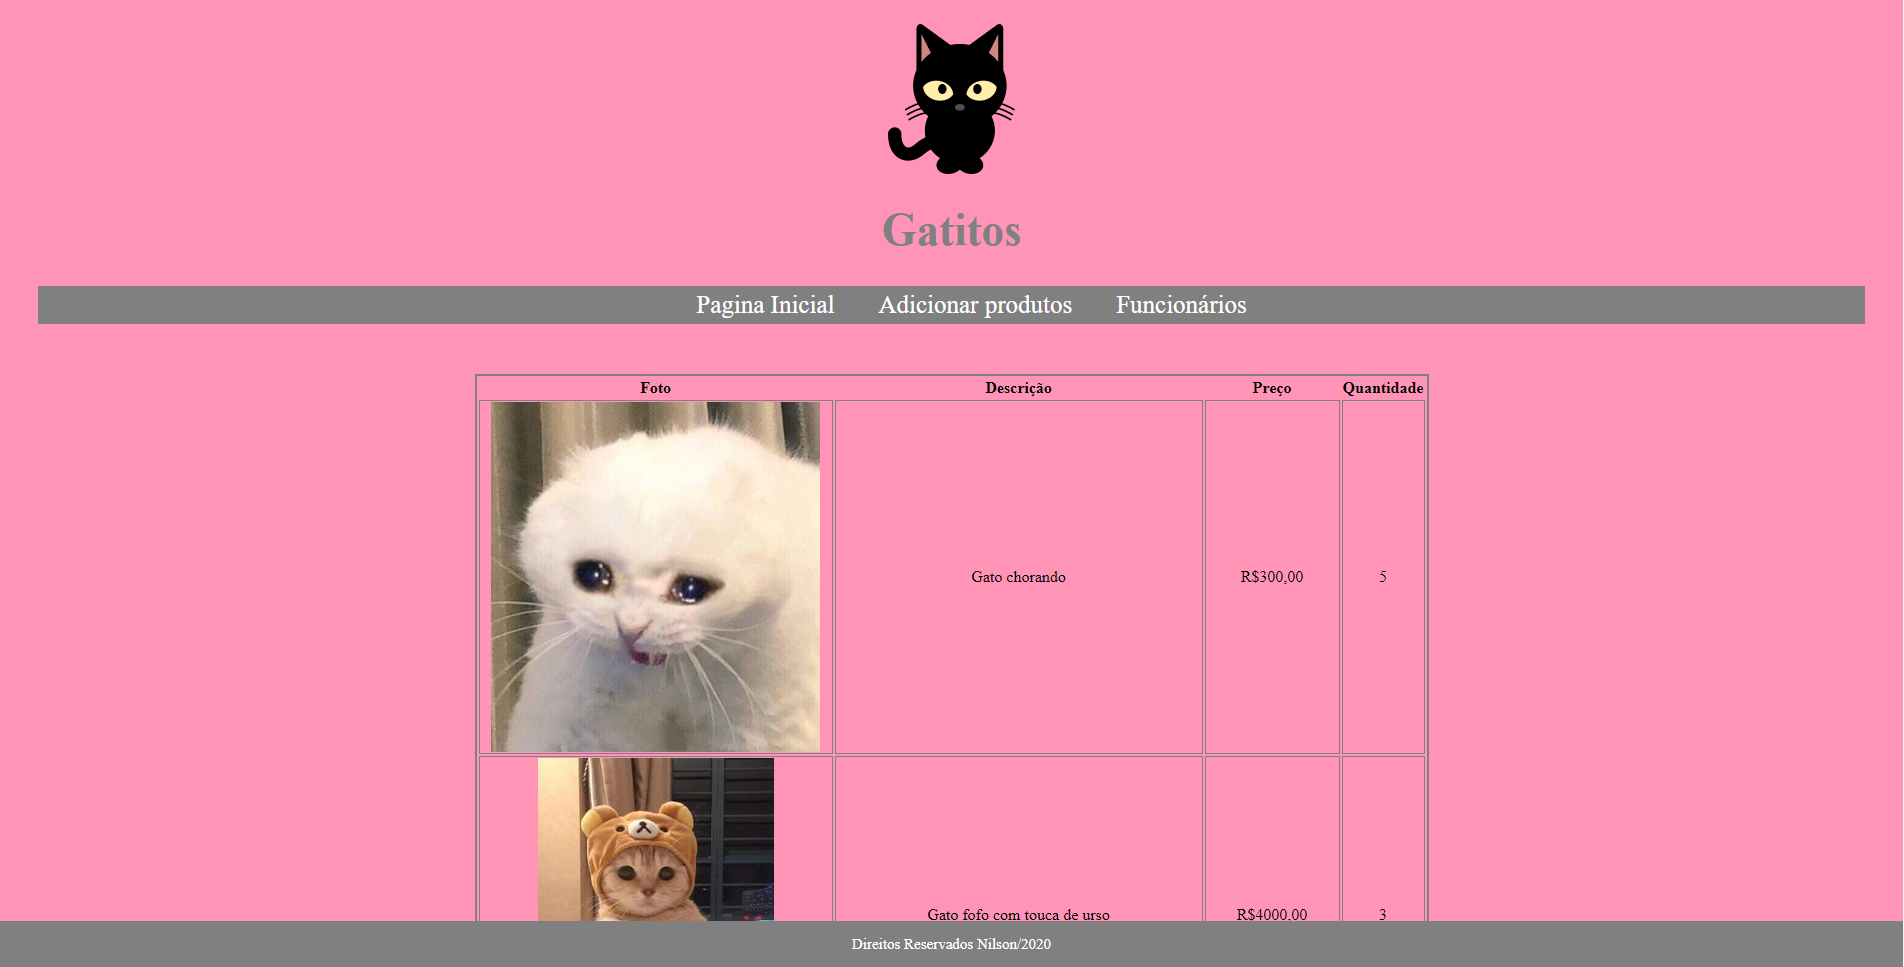 Gatitos
Pagina Inicial Adicionar produtos Funcionários
Foto Descrição Preço Quantidade
Gato chorando R$300,00 5
Gato fofo com touca de urso R$4000,00 3
Direitos Reservados Nilson/2020